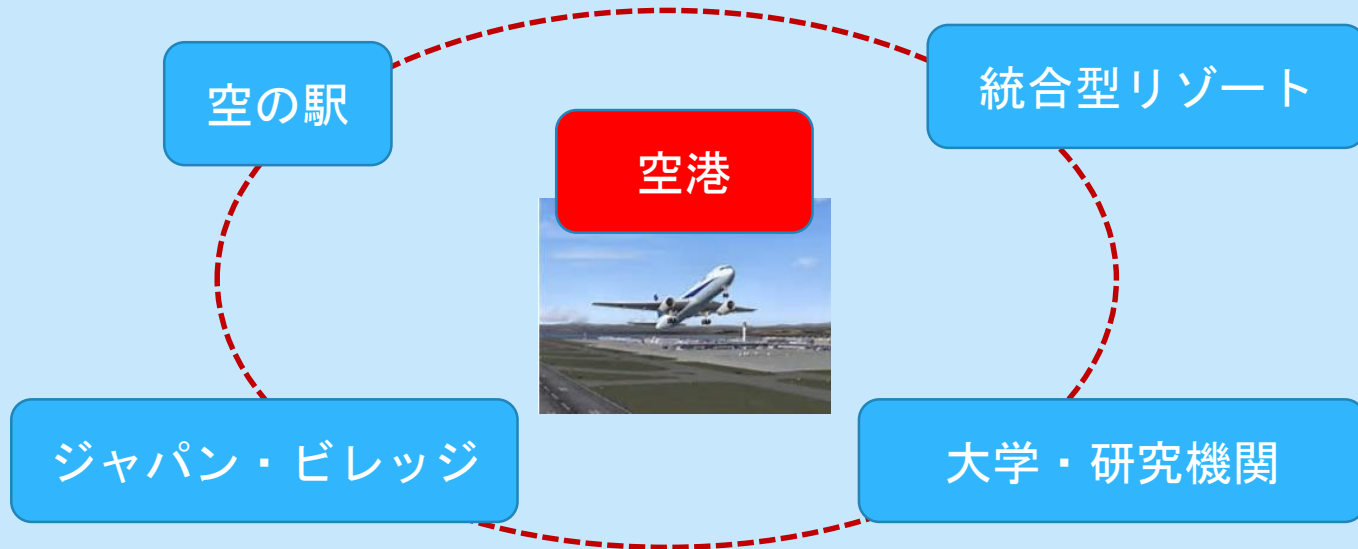 空の駅
統合型リゾート
空港
ジャパン・ビレッジ
大学・研究機関